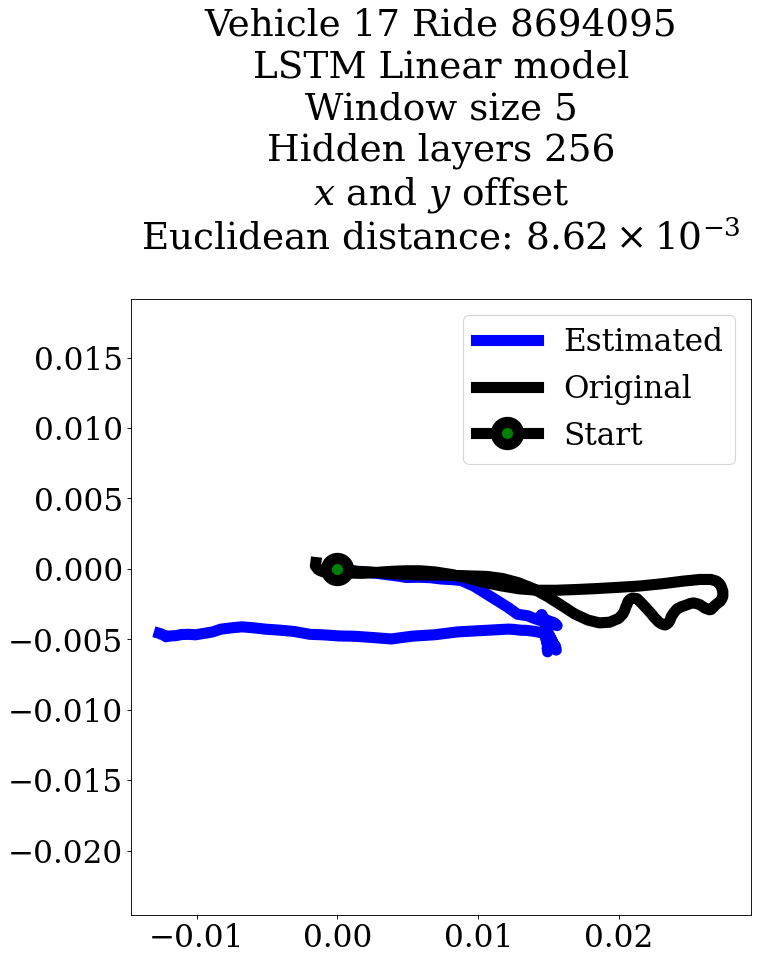 Vehicle 17 Ride 8694095
LSTM Linear model
Window size 5
Hidden layers 256
x and y offset
Euclidean distance: 8.62 × 10⁻³
Estimated
Original
Start
0.015
0.010
0.005
0.000
−0.005
−0.010
−0.015
−0.020
−0.01 0.00 0.01 0.02